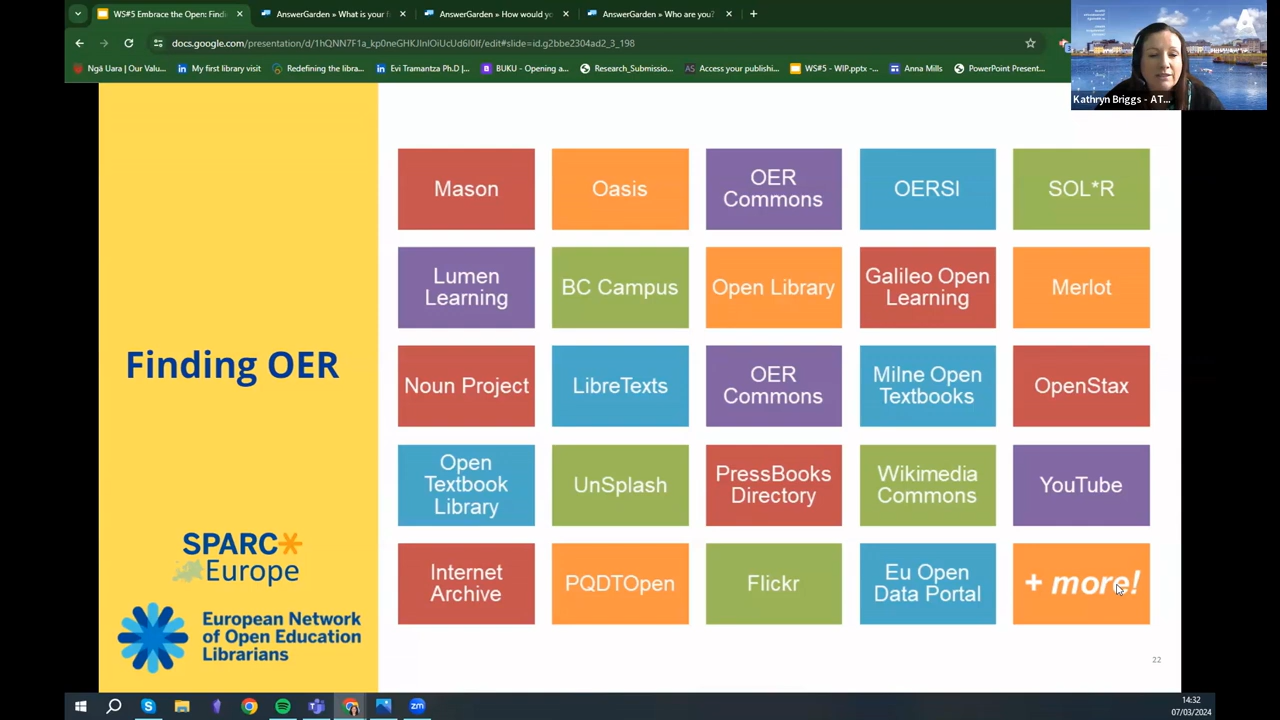 WS#5 Embrace the Open: Findi
AnswerGarden » What is your f
AnswerGarden » How would yo
AnswerGarden » Who are you?
docs.google.com/presentation/d/1hQNN7F1a_kp0neGHKJInIOiUcUd6I0If/edit#slide=id.g2bbe2304ad2_3_198
Ngā Uara | Our Valu...
My first library visit
Redefining the libra...
Evi Tramantza Ph.D |...
BUKU - Opening a...
Research_Submissio...
Access your publishi...
WS#5 - WIP.pptx -...
Anna Mills
PowerPoint Present...
Kathryn Briggs - AT...
Finding OER
SPARC
Europe
European Network
of Open Education
Librarians
Mason
Oasis
OER
Commons
OERSI
SOL*R
Lumen
Learning
BC Campus
Open Library
Galileo Open
Learning
Merlot
Noun Project
LibreTexts
OER
Commons
Milne Open
Textbooks
OpenStax
Open
Textbook
Library
UnSplash
PressBooks
Directory
Wikimedia
Commons
YouTube
Internet
Archive
PQDTOpen
Flickr
Eu Open
Data Portal
+ more!
22
14:32
07/03/2024